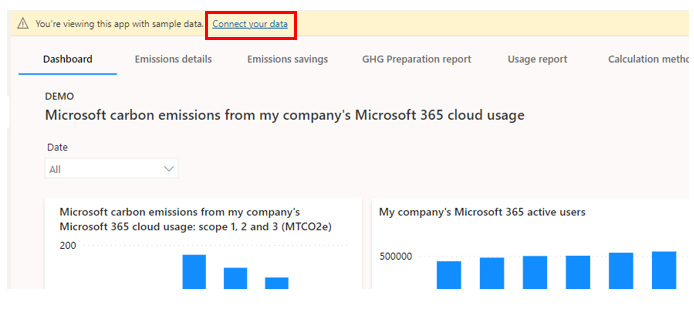 You're viewing this app with sample data. Connect your data
Dashboard Emissions details Emissions savings GHG Preparation report Usage report Calculation metho
DEMO
Microsoft carbon emissions from my company's Microsoft 365 cloud usage
Date
All
Microsoft carbon emissions from my company's
Microsoft 365 cloud usage: scope 1, 2 and 3 (MTCO2e)
200
My company's Microsoft 365 active users
500000